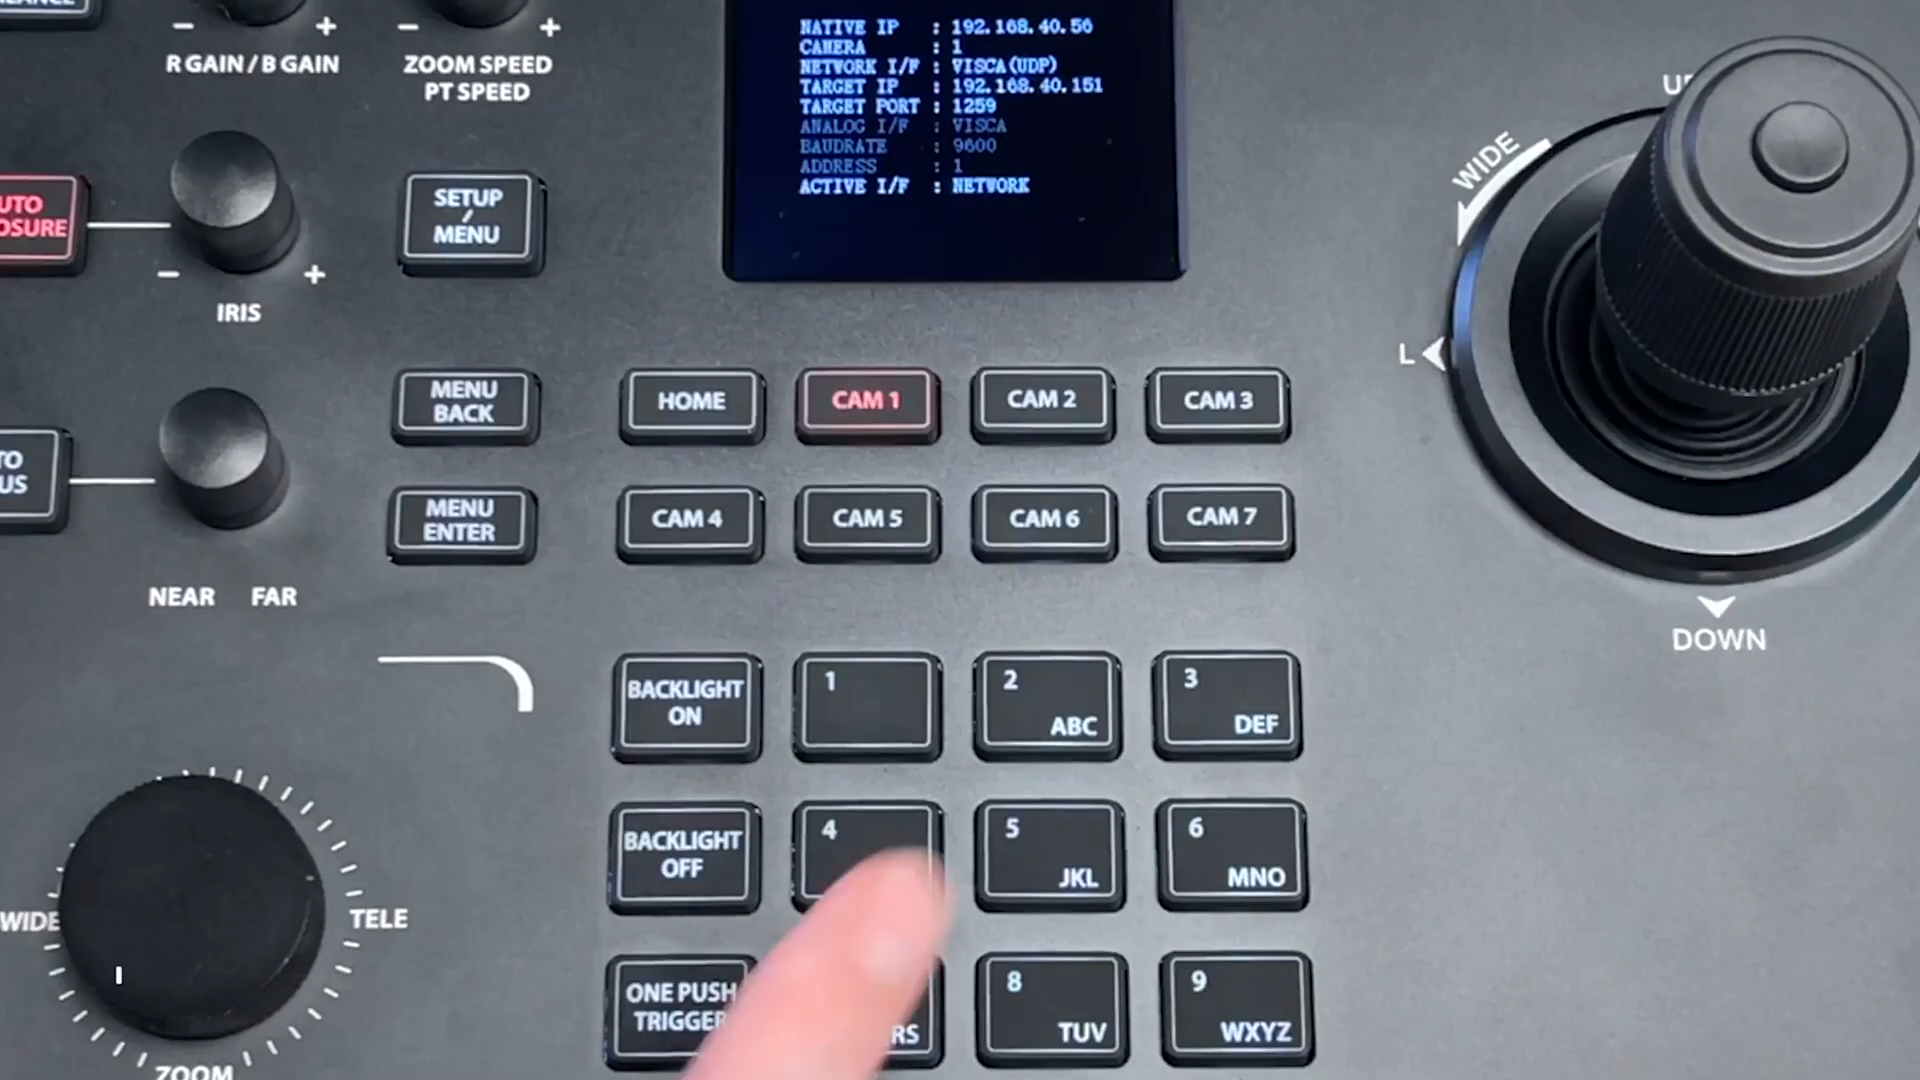 - +
R GAIN / B GAIN
- +
ZOOM SPEED
PT SPEED
NATIVE IP : 192.168.40.56
CAMERA : 1
NETWORK I/F : VISCA(UDP)
TARGET IP : 192.168.40.151
TARGET PORT : 1259
ANALOG I/F : VISCA
BAUDRATE : 9600
ADDRESS : 1
ACTIVE I/F : NETWORK
WIDE
L
DOWN
- +
IRIS
SETUP
/
MENU
MENU
BACK
HOME
CAM 1
CAM 2
CAM 3
MENU
ENTER
CAM 4
CAM 5
CAM 6
CAM 7
NEAR FAR
BACKLIGHT
ON
1
2
ABC
3
DEF
BACKLIGHT
OFF
4
5
JKL
6
MNO
WIDE
TELE
ZOOM
ONE PUSH
TRIGGER
RS
8
TUV
9
WXYZ